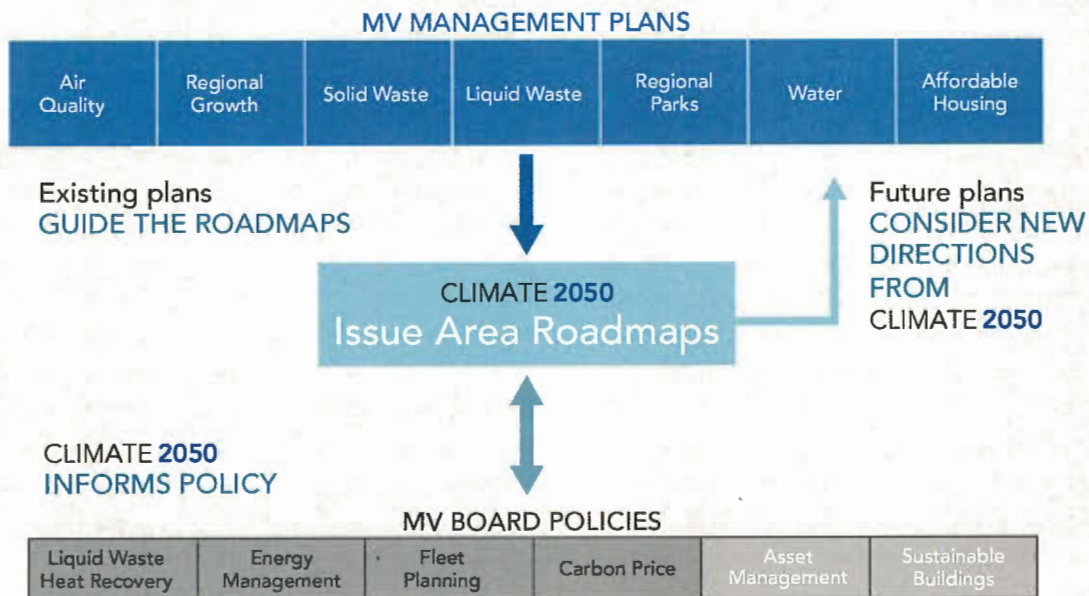 MV MANAGEMENT PLANS
Air
Quality
Regional
Growth
Solid Waste
Liquid Waste
Regional
Parks
Water
Affordable
Housing
Existing plans
GUIDE THE ROADMAPS
Future plans
CONSIDER NEW
DIRECTIONS
FROM
CLIMATE 2050
CLIMATE 2050
Issue Area Roadmaps
CLIMATE 2050
INFORMS POLICY
MV BOARD POLICIES
Liquid Waste
Heat Recovery
Energy
Management
Fleet
Planning
Carbon Price
Asset
Management
Sustainable
Buildings